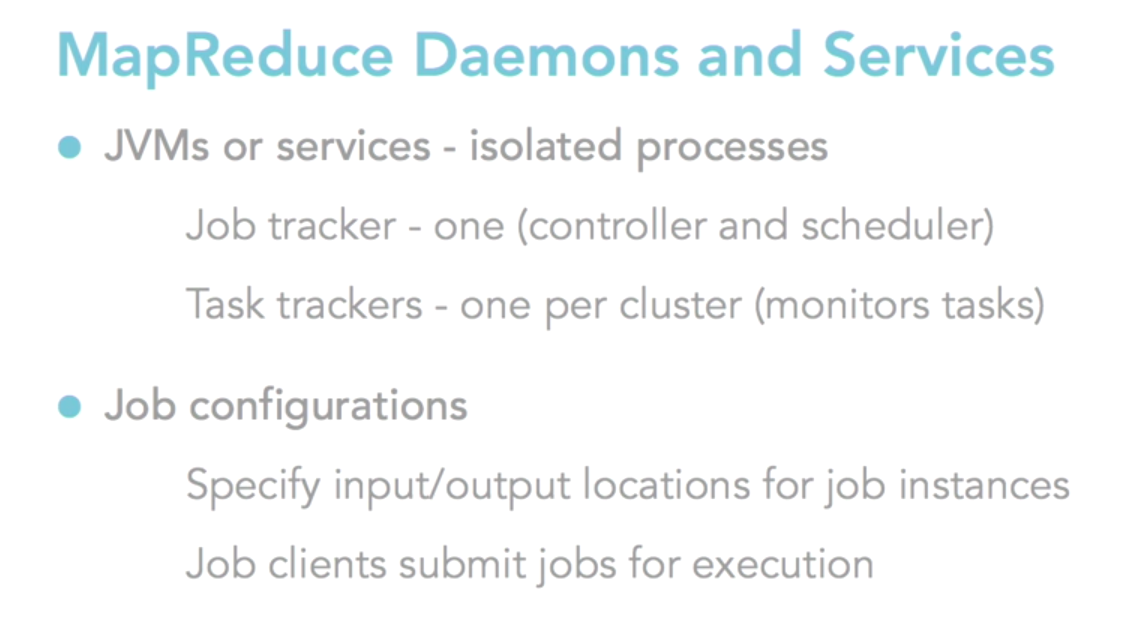 MapReduce Daemons and Services
JVMs or services - isolated processes
Job tracker - one (controller and scheduler)
Task trackers - one per cluster (monitors tasks)
Job configurations
Specify input/output locations for job instances
Job clients submit jobs for execution